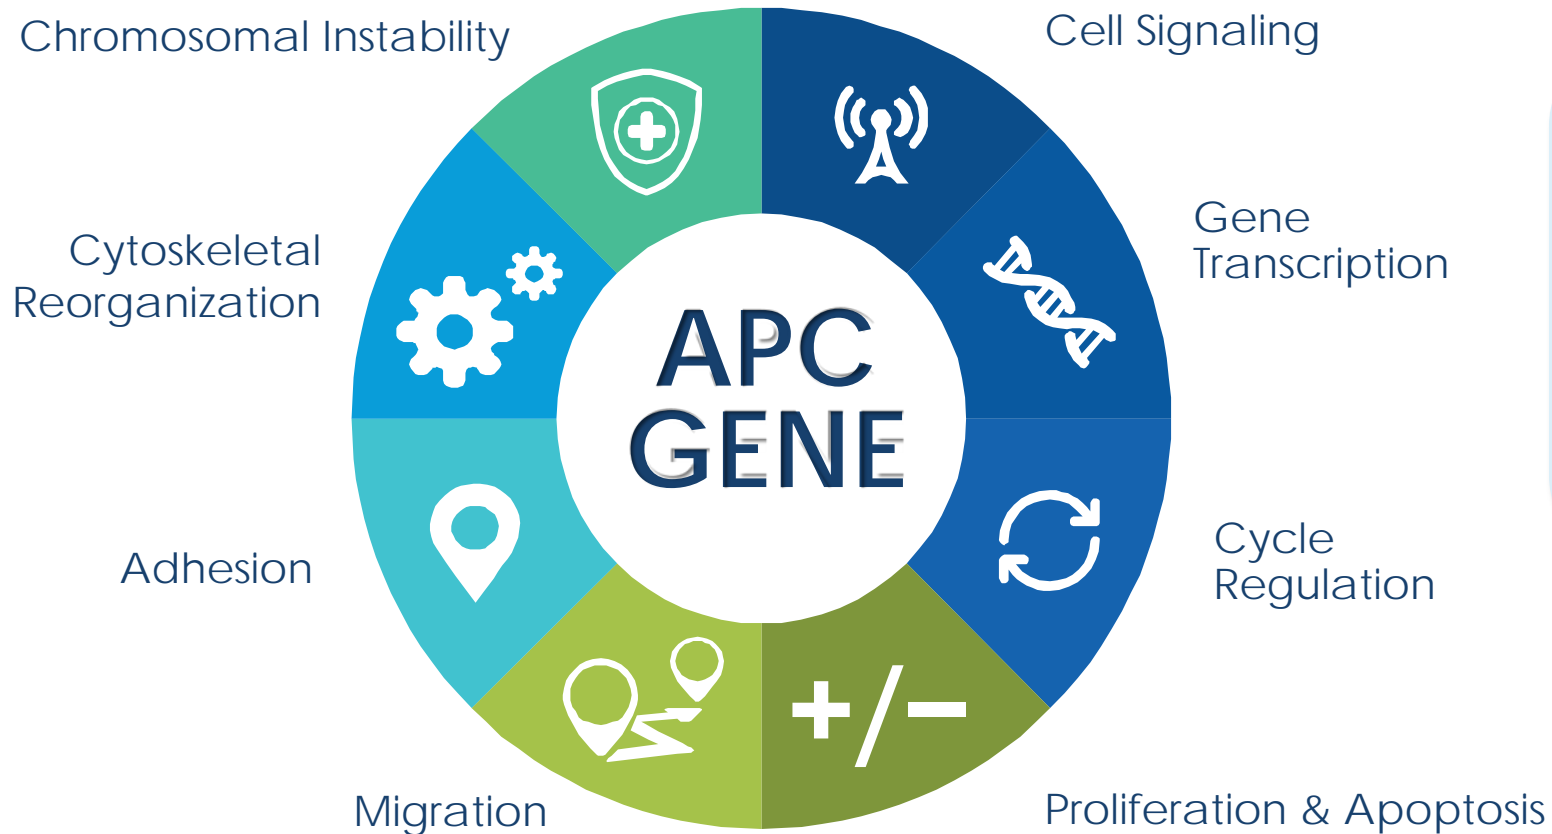 Chromosomal Instability
Cell Signaling
Gene
Transcription
Cytoskeletal
Reorganization
APC
GENE
Adhesion
Cycle
Regulation
+/−
Migration
Proliferation & Apoptosis